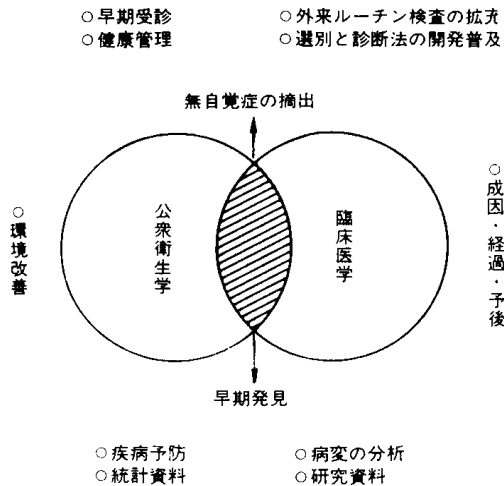 ○早期受診
○健康管理
○外来ルーチン検査の拡充
○選別と診断法の開発普及
無自覚症の摘出
○環境改善
公衆衛生学
臨床医学
○成因・経過・予後
早期発見
○疾病予防
○統計資料
○病変の分析
○研究資料